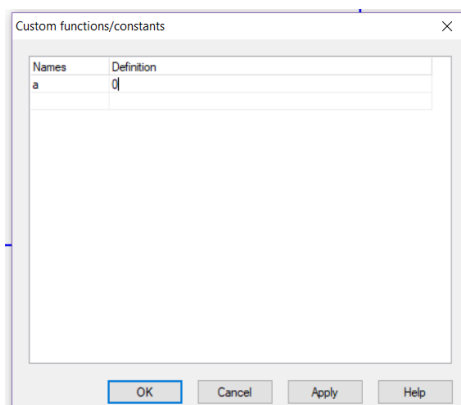 Custom functions/constants
Names Definition
a 0
OK Cancel Apply Help